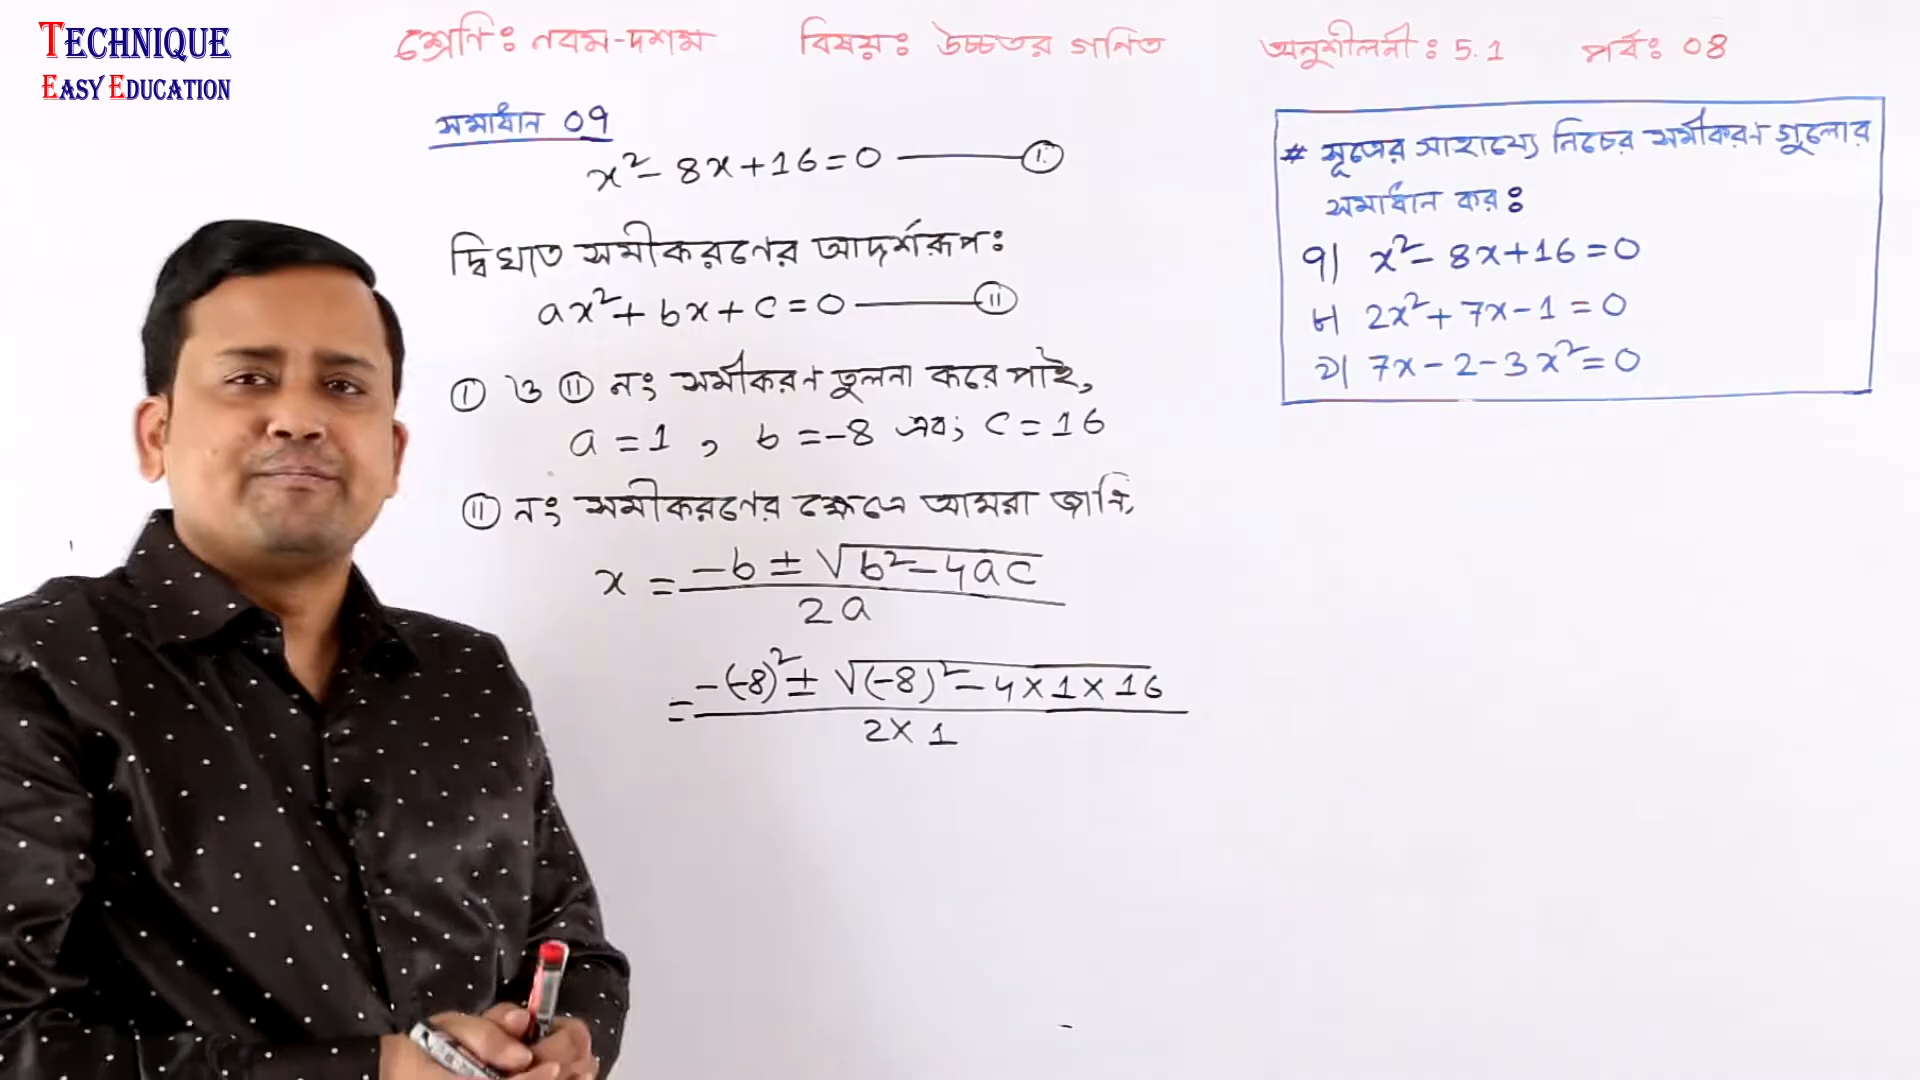 TECHNIQUE
EASY EDUCATION
শ্রেণি: নবম-দশম বিষয়: উচ্চতর গনিত অনুশীলনী: 5.1 পর্ব: 08
সমাধান ০৭
x² - 8x + 16 = 0 ——— (i)
দ্বিঘাত সমীকরণের আদর্শরূপ:
ax² + bx + c = 0 ——— (ii)
(i) ও (ii) নং সমীকরণ তুলনা করে পাই,
a = 1, b = -8 এবং c = 16
(ii) নং সমীকরণের ক্ষেত্রে আমরা জানি,
x = (-b ± √(b² - 4ac)) / 2a
= (-(-8)² ± √((-8)² - 4×1×16)) / 2×1
# সূত্রের সাহায্যে নিচের সমীকরণ গুলোর
সমাধান কর:
৭) x² - 8x + 16 = 0
৮) 2x² + 7x - 1 = 0
৯) 7x - 2 - 3x² = 0